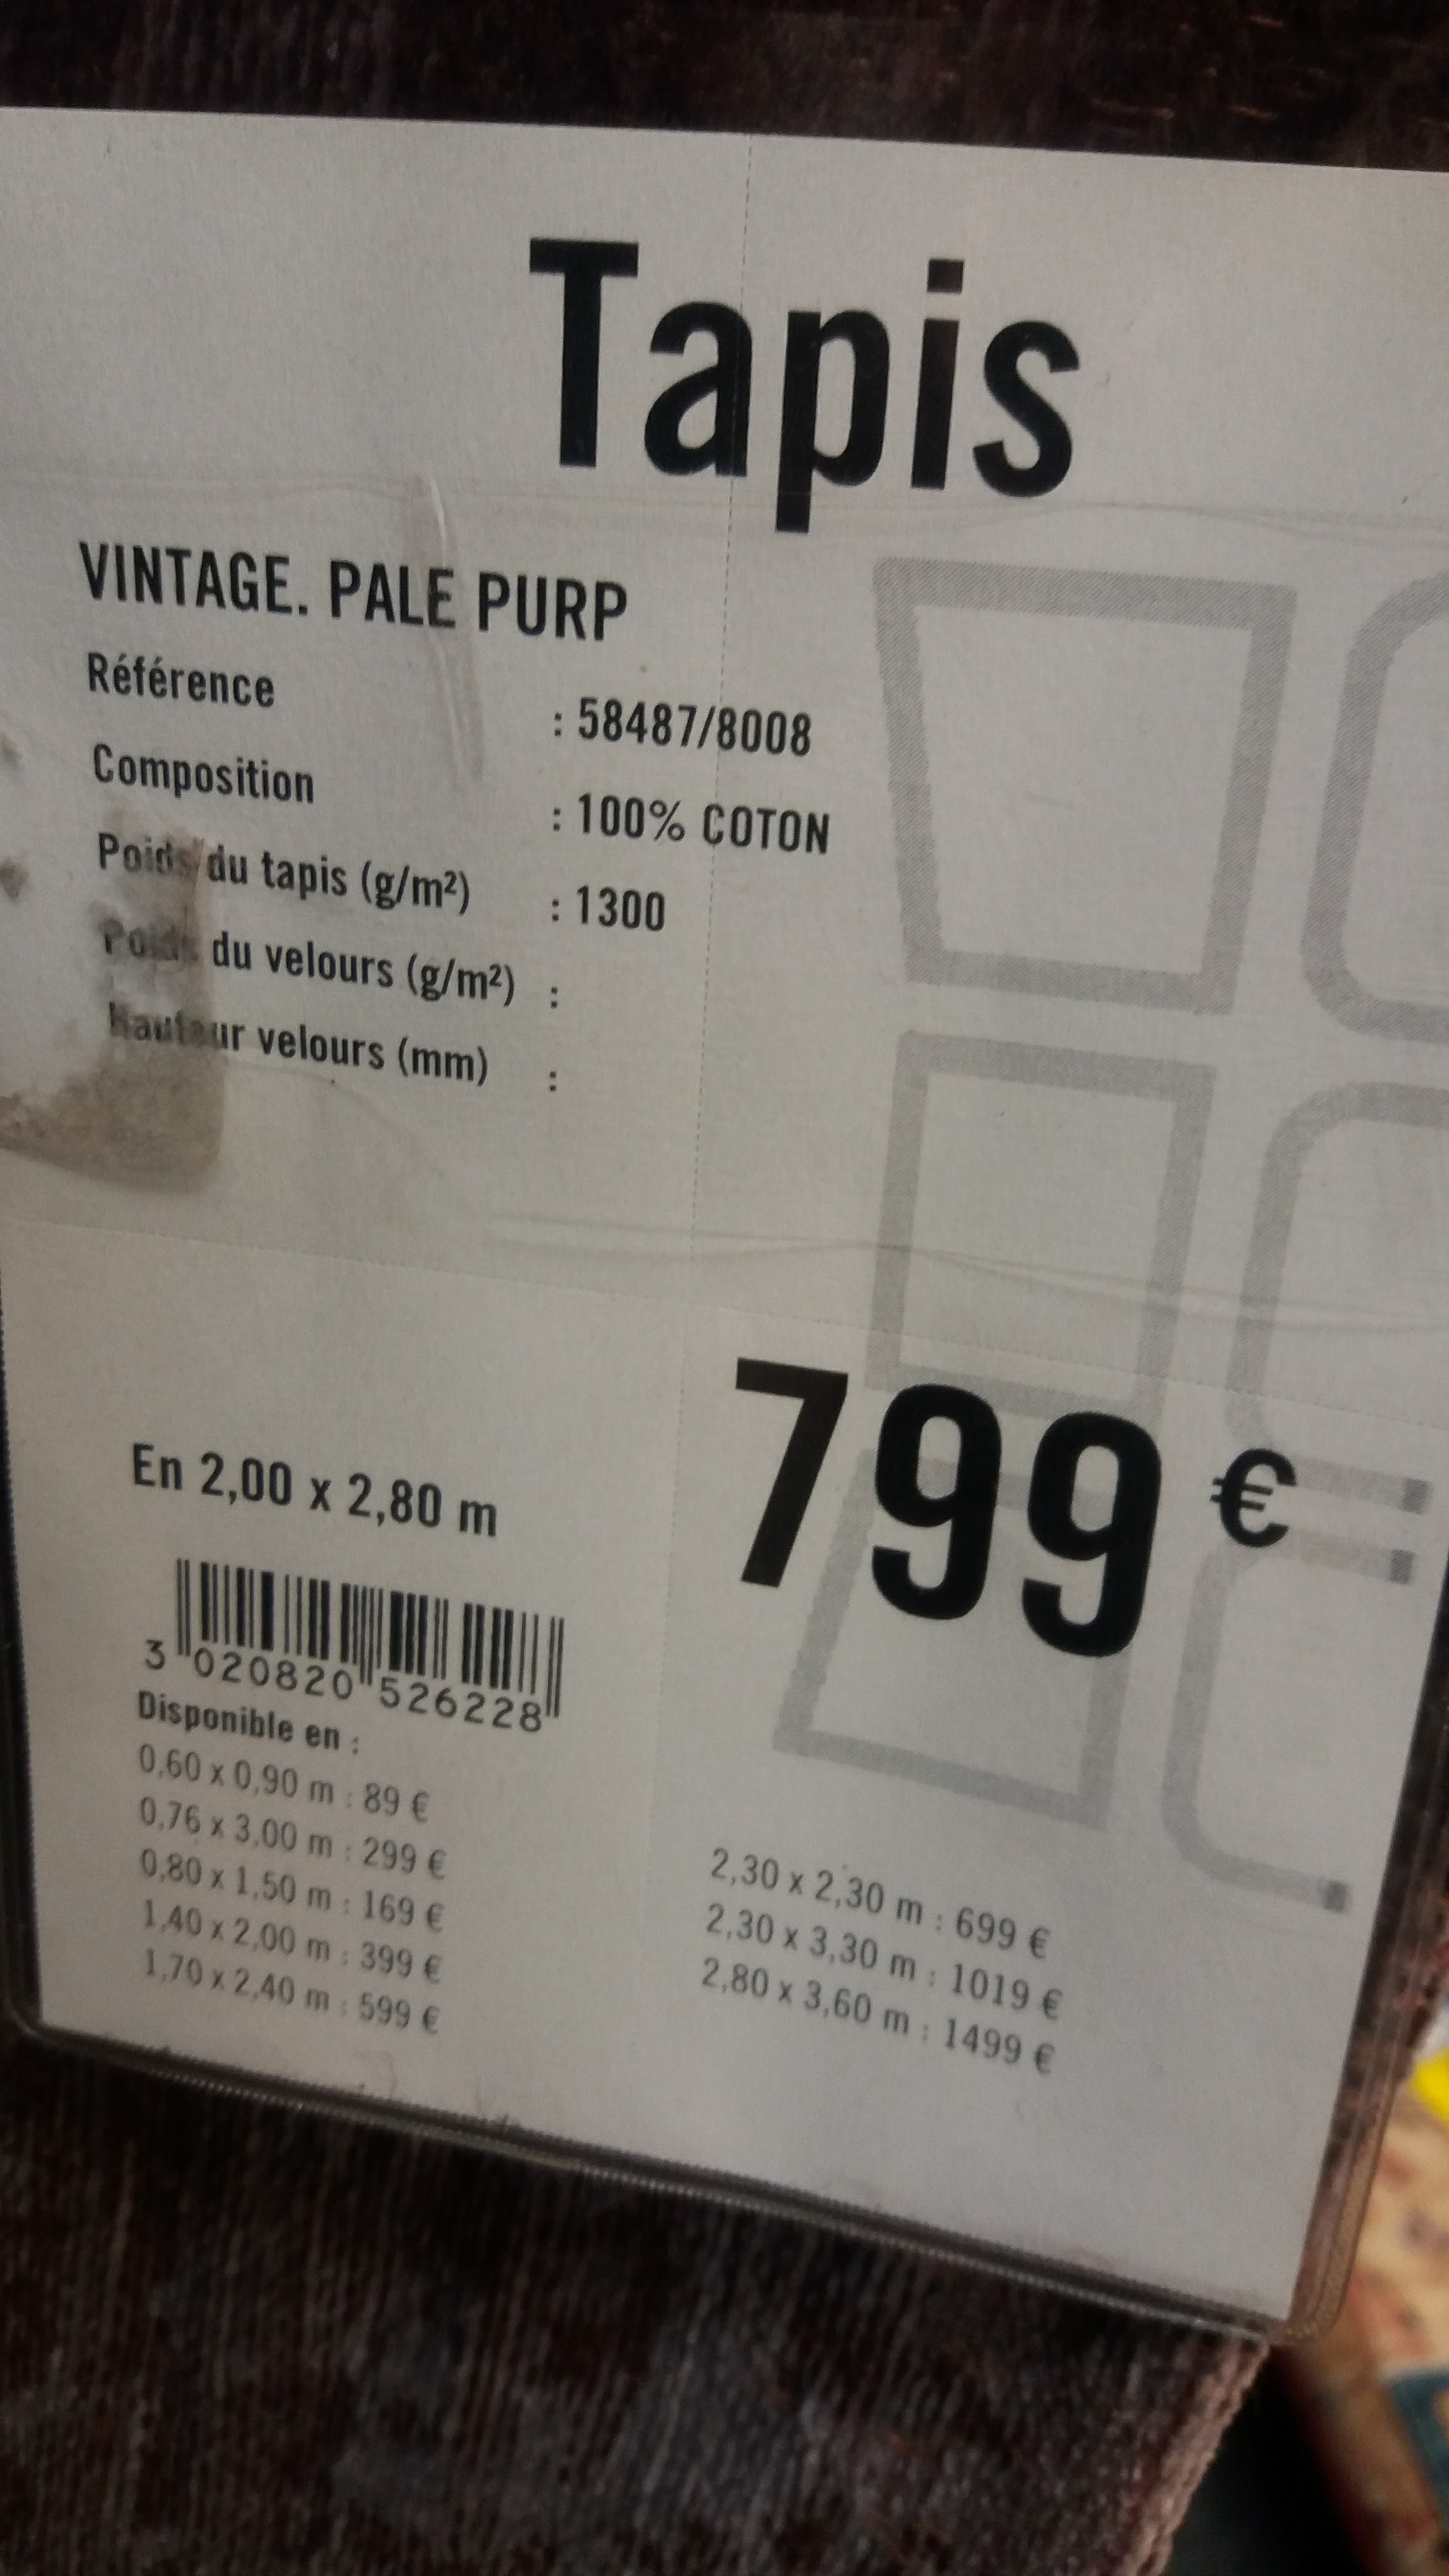 Tapis
VINTAGE. PALE PURP
Référence : 58487/8008
Composition : 100% COTON
Poids du tapis (g/m²) : 1300
Poids du velours (g/m²) :
Hauteur velours (mm) :
799 €
En 2,00 x 2,80 m
3 020820 526228
Disponible en :
0,60 x 0,90 m : 89 €
0,76 x 3,00 m : 299 €
0,80 x 1,50 m : 169 €
1,40 x 2,00 m : 399 €
1,70 x 2,40 m : 599 €
2,30 x 2,30 m : 699 €
2,30 x 3,30 m : 1019 €
2,80 x 3,60 m : 1499 €